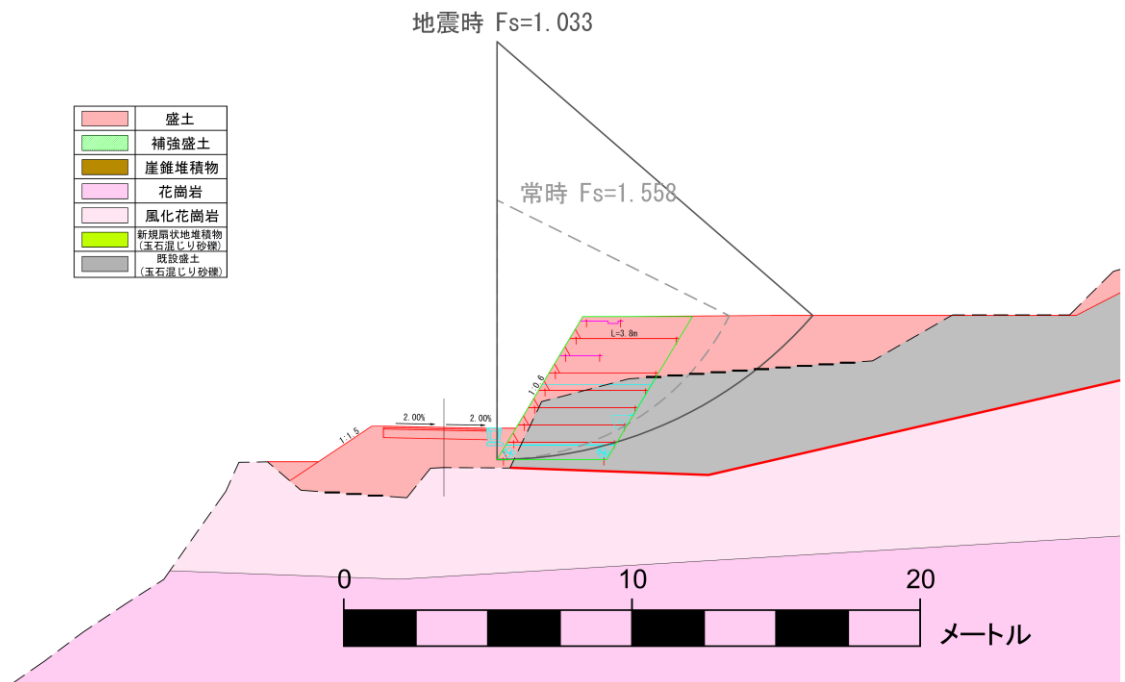 地震時 Fs=1.033
盛土
補強盛土
崖錐堆積物
花崗岩
風化花崗岩
新規扇状地堆積物
(玉石混じり砂礫)
既設盛土
(玉石混じり砂礫)
常時 Fs=1.558
L=3.8m
1:0.6
2.00%
2.00%
1:1.5
0
10
20
メートル